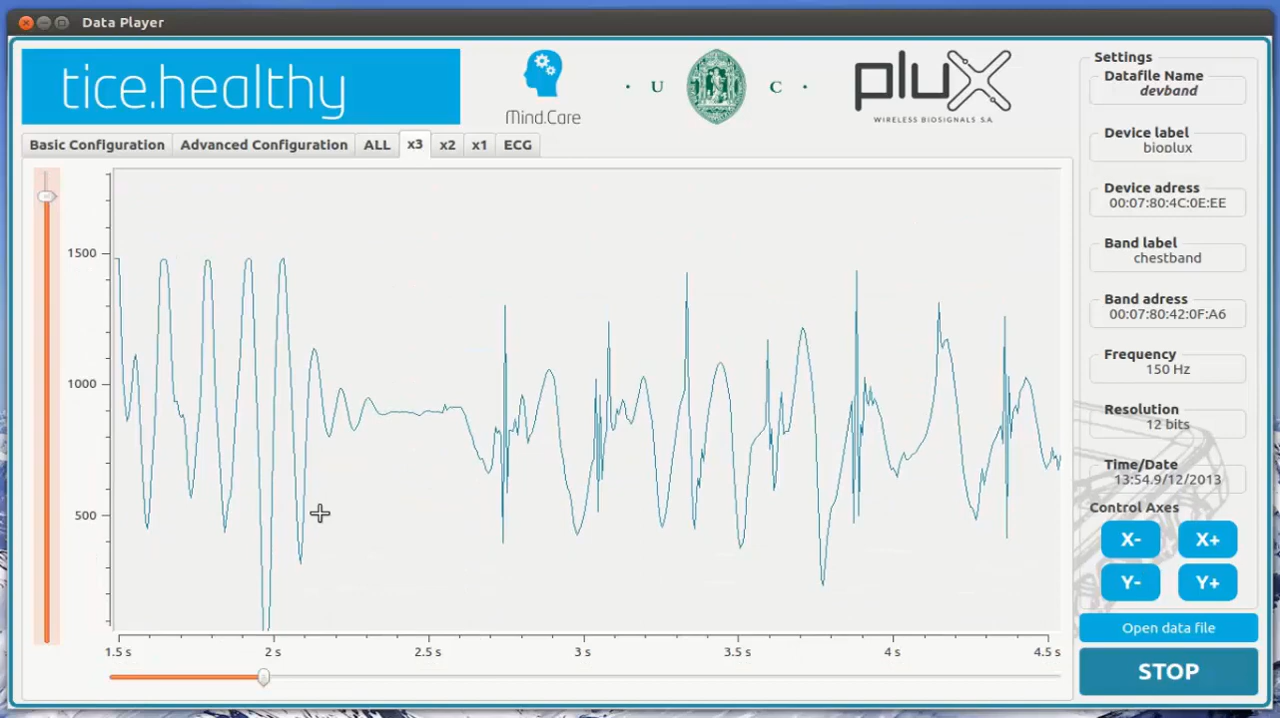 Data Player
tice.healthy
Mind.Care
· U C ·
plux
WIRELESS BIOSIGNALS S.A.
Basic Configuration
Advanced Configuration
ALL
x3
x2
x1
ECG
1500
1000
500
1.5 s
2 s
2.5 s
3 s
3.5 s
4 s
4.5 s
Settings
Datafile Name
devband
Device label
bioplux
Device adress
00:07:80:4C:0E:EE
Band label
chestband
Band adress
00:07:80:42:0F:A6
Frequency
150 Hz
Resolution
12 bits
Time/Date
13:54.9/12/2013
Control Axes
X-
X+
Y-
Y+
Open data file
STOP